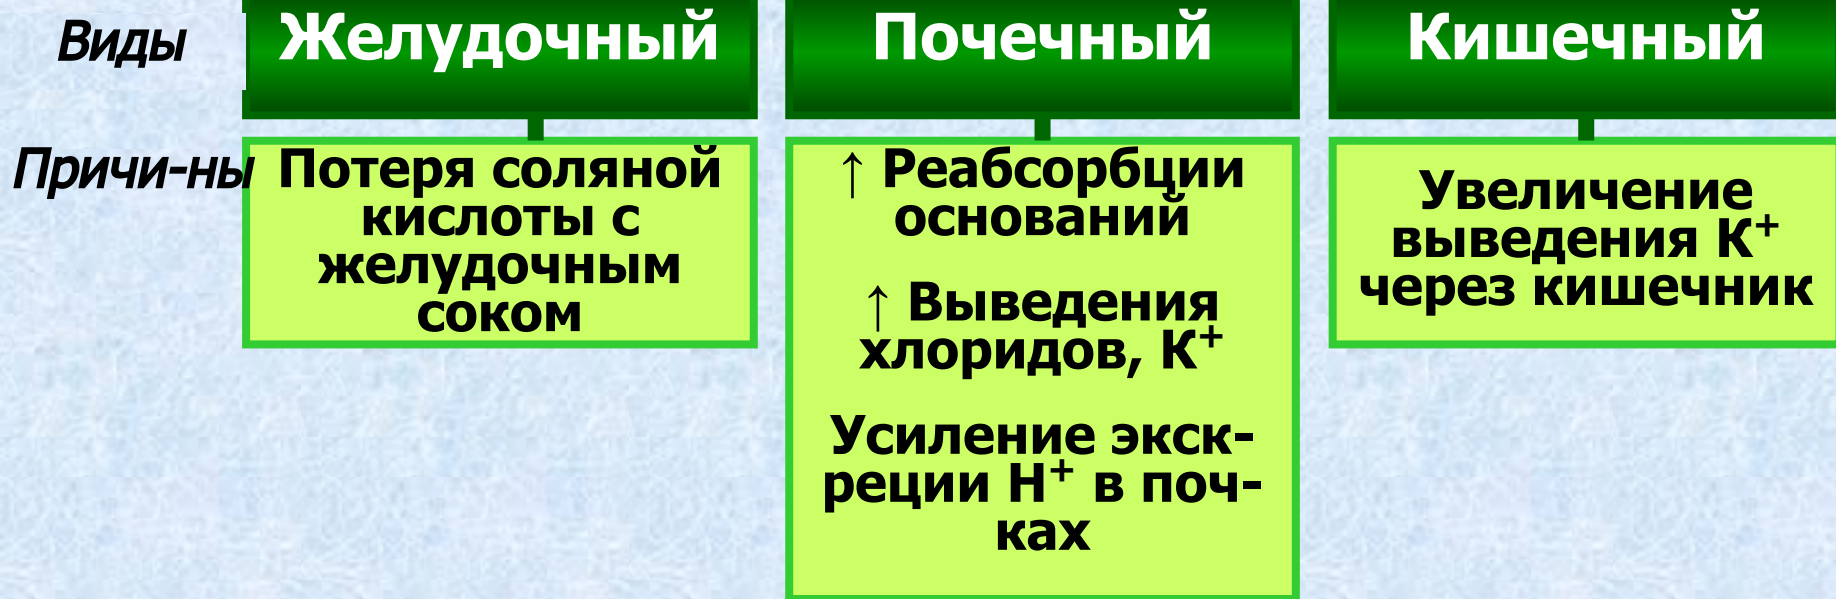 Виды
Желудочный
Почечный
Кишечный
Причи-ны
Потеря соляной
кислоты с
желудочным
соком
↑ Реабсорбции
оснований
↑ Выведения
хлоридов, К⁺
Усиление экск-
реции Н⁺ в поч-
ках
Увеличение
выведения К⁺
через кишечник